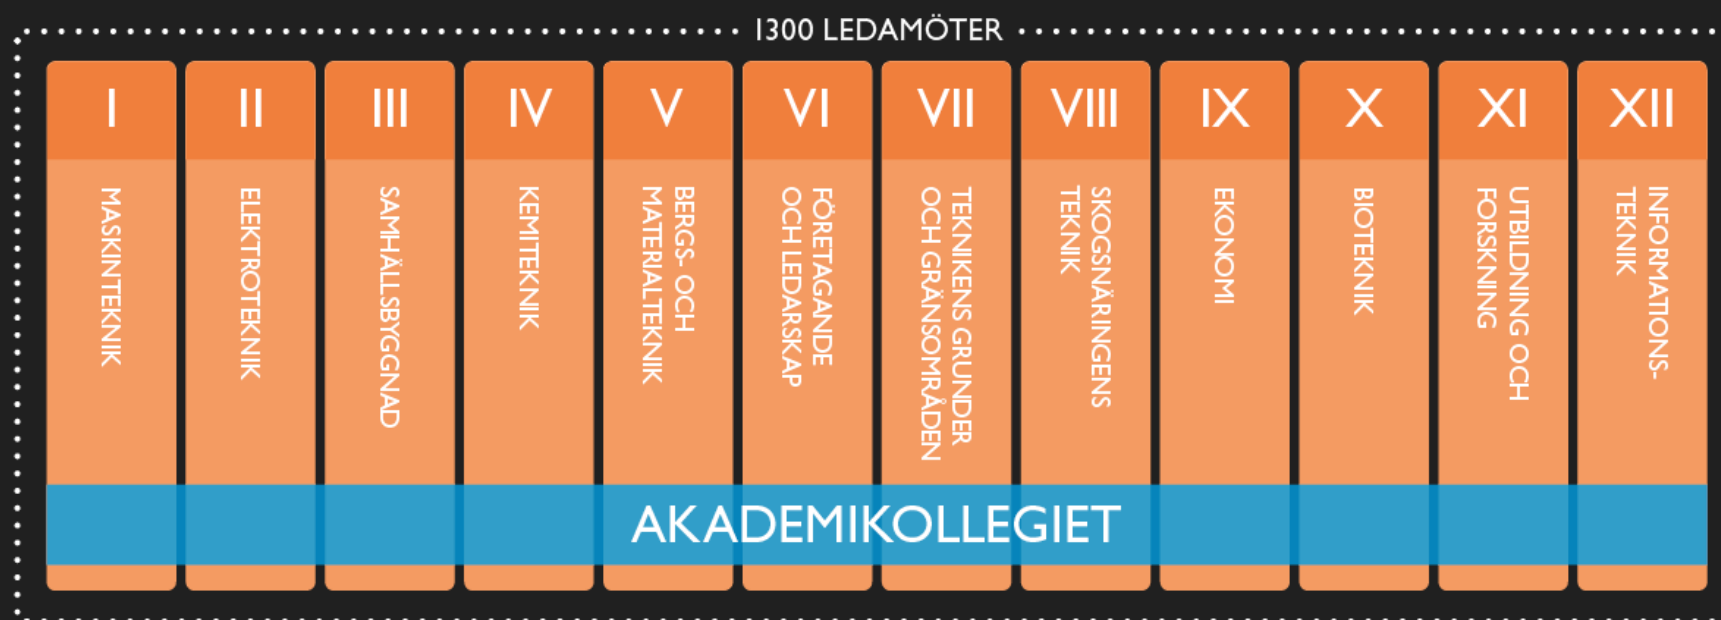 1300 LEDAMÖTER
I
II
III
IV
V
VI
VII
VIII
IX
X
XI
XII
MASKINTEKNIK
ELEKTROTEKNIK
SAMHÄLLSBYGGNAD
KEMITEKNIK
BERGS- OCH
MATERIALTEKNIK
FÖRETAGANDE
OCH LEDARSKAP
TEKNIKENS GRUNDER
OCH GRÄNSOMRÅDEN
SKOGSNÄRINGENS
TEKNIK
EKONOMI
BIOTEKNIK
UTBILDNING OCH
FORSKNING
INFORMATIONS-
TEKNIK
AKADEMIKOLLEGIET